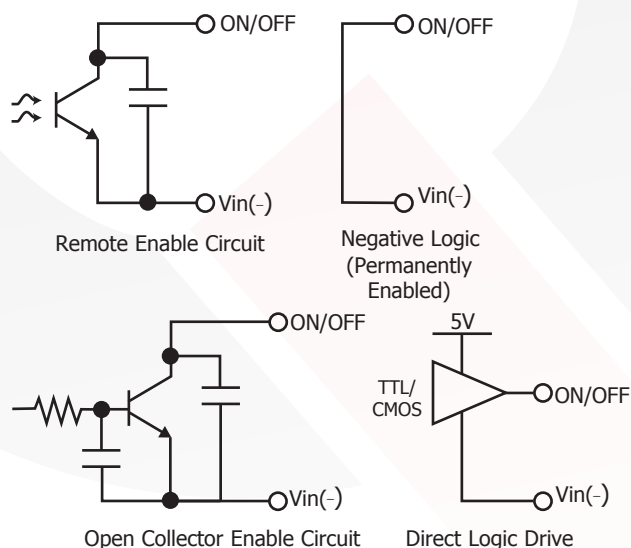 ON/OFF
Vin(-)
Remote Enable Circuit
ON/OFF
Vin(-)
Negative Logic
(Permanently
Enabled)
ON/OFF
Vin(-)
Open Collector Enable Circuit
5V
TTL/
CMOS
ON/OFF
Vin(-)
Direct Logic Drive